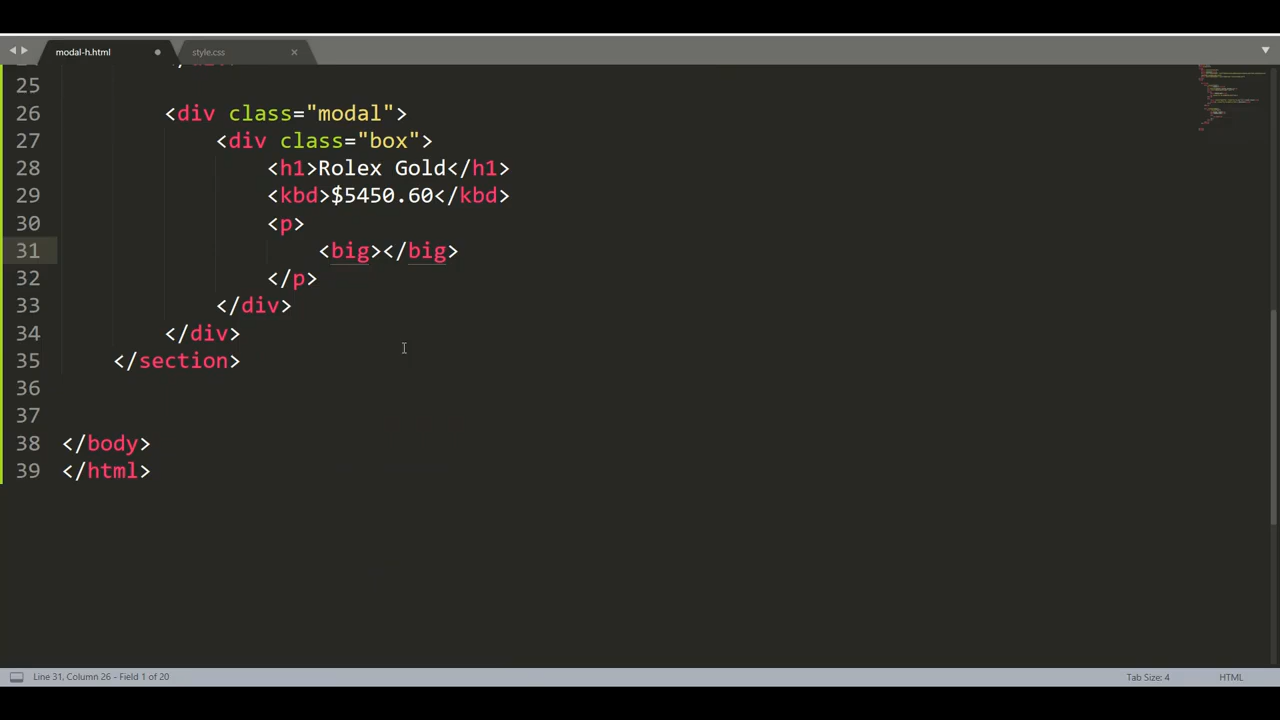 modal-h.html
style.css
25
26 <div class="modal">
27 <div class="box">
28 <h1>Rolex Gold</h1>
29 <kbd>$5450.60</kbd>
30 <p>
31 <big></big>
32 </p>
33 </div>
34 </div>
35 </section>
36
37
38 </body>
39 </html>
Line 31, Column 26 - Field 1 of 20
Tab Size: 4
HTML